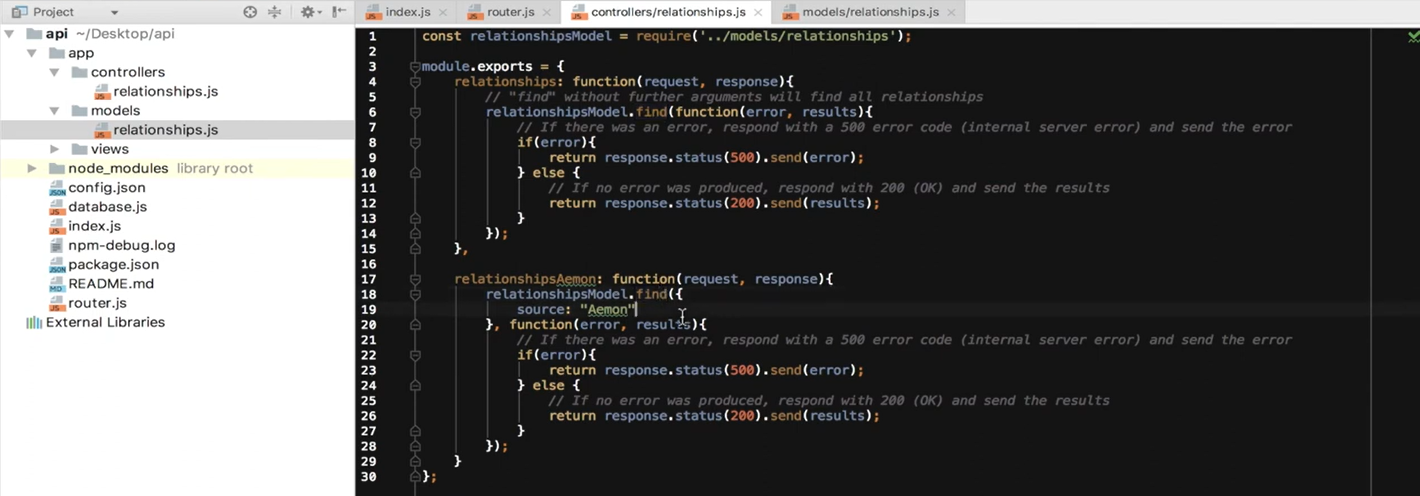 Project
index.js
router.js
controllers/relationships.js
models/relationships.js
api ~/Desktop/api
app
controllers
relationships.js
models
relationships.js
views
node_modules library root
config.json
database.js
index.js
npm-debug.log
package.json
README.md
router.js
External Libraries
1 const relationshipsModel = require('../models/relationships');
2
3 module.exports = {
4 relationships: function(request, response){
5 // "find" without further arguments will find all relationships
6 relationshipsModel.find(function(error, results){
7 // If there was an error, respond with a 500 error code (internal server error) and send the error
8 if(error){
9 return response.status(500).send(error);
10 } else {
11 // If no error was produced, respond with 200 (OK) and send the results
12 return response.status(200).send(results);
13 }
14 });
15 },
16
17 relationshipsAemon: function(request, response){
18 relationshipsModel.find({
19 source: "Aemon"
20 }, function(error, results){
21 // If there was an error, respond with a 500 error code (internal server error) and send the error
22 if(error){
23 return response.status(500).send(error);
24 } else {
25 // If no error was produced, respond with 200 (OK) and send the results
26 return response.status(200).send(results);
27 }
28 });
29 }
30 };